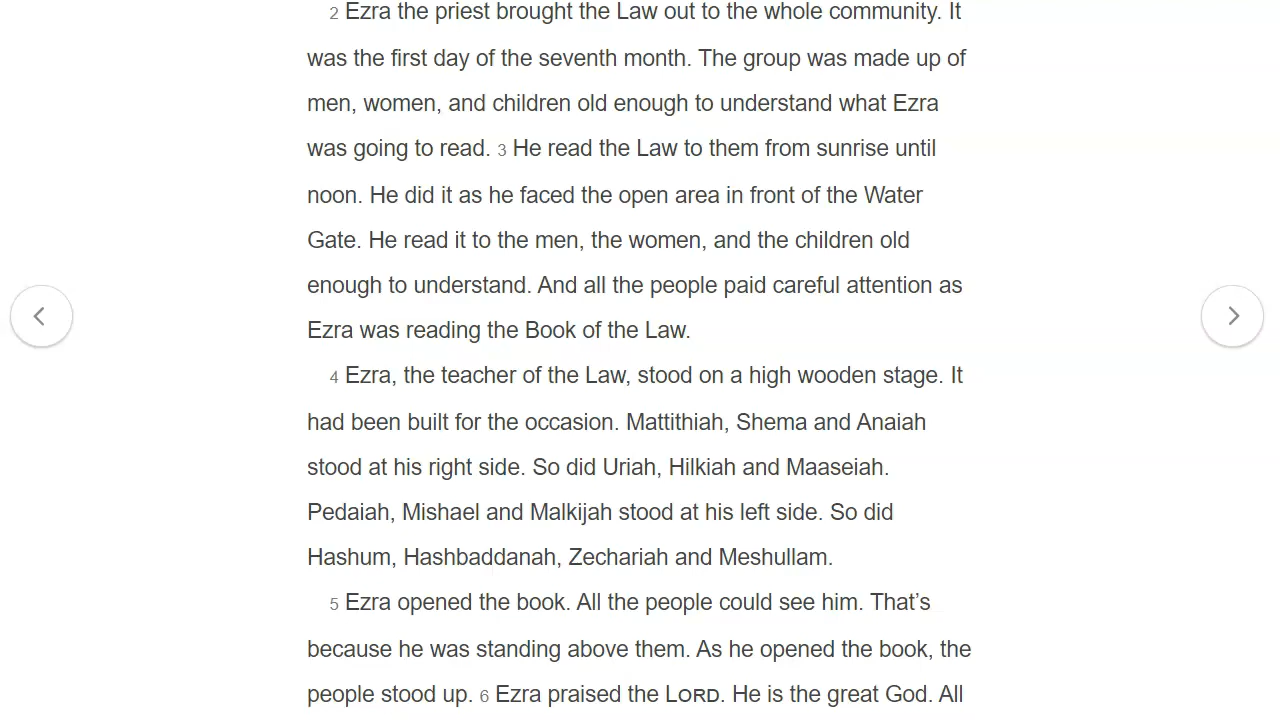 2 Ezra the priest brought the Law out to the whole community. It
was the first day of the seventh month. The group was made up of
men, women, and children old enough to understand what Ezra
was going to read. 3 He read the Law to them from sunrise until
noon. He did it as he faced the open area in front of the Water
Gate. He read it to the men, the women, and the children old
enough to understand. And all the people paid careful attention as
Ezra was reading the Book of the Law.
4 Ezra, the teacher of the Law, stood on a high wooden stage. It
had been built for the occasion. Mattithiah, Shema and Anaiah
stood at his right side. So did Uriah, Hilkiah and Maaseiah.
Pedaiah, Mishael and Malkijah stood at his left side. So did
Hashum, Hashbaddanah, Zechariah and Meshullam.
5 Ezra opened the book. All the people could see him. That’s
because he was standing above them. As he opened the book, the
people stood up. 6 Ezra praised the LORD. He is the great God. All